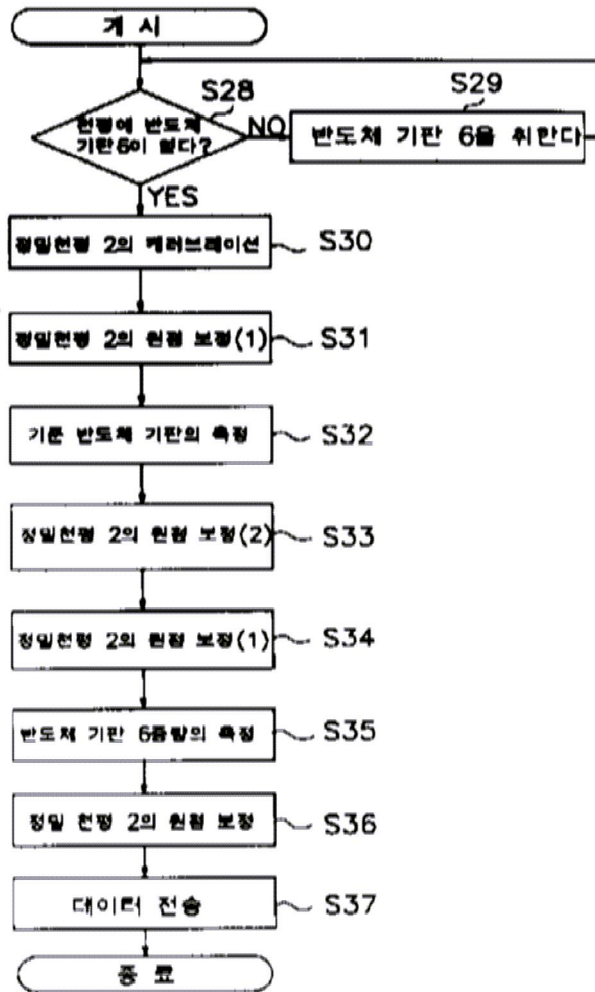 개 시
S28
천평에 반도체
기판6이 없다?
NO
S29
반도체 기판 6을 취한다
YES
정밀천평 2의 캐러브레이션
S30
정밀천평 2의 원점 보정(1)
S31
기준 반도체 기판의 측정
S32
정밀천평 2의 원점 보정(2)
S33
정밀천평 2의 원점 보정(1)
S34
반도체 기판 6중량의 측정
S35
정밀 천평 2의 원점 보정
S36
데이터 전송
S37
종 료